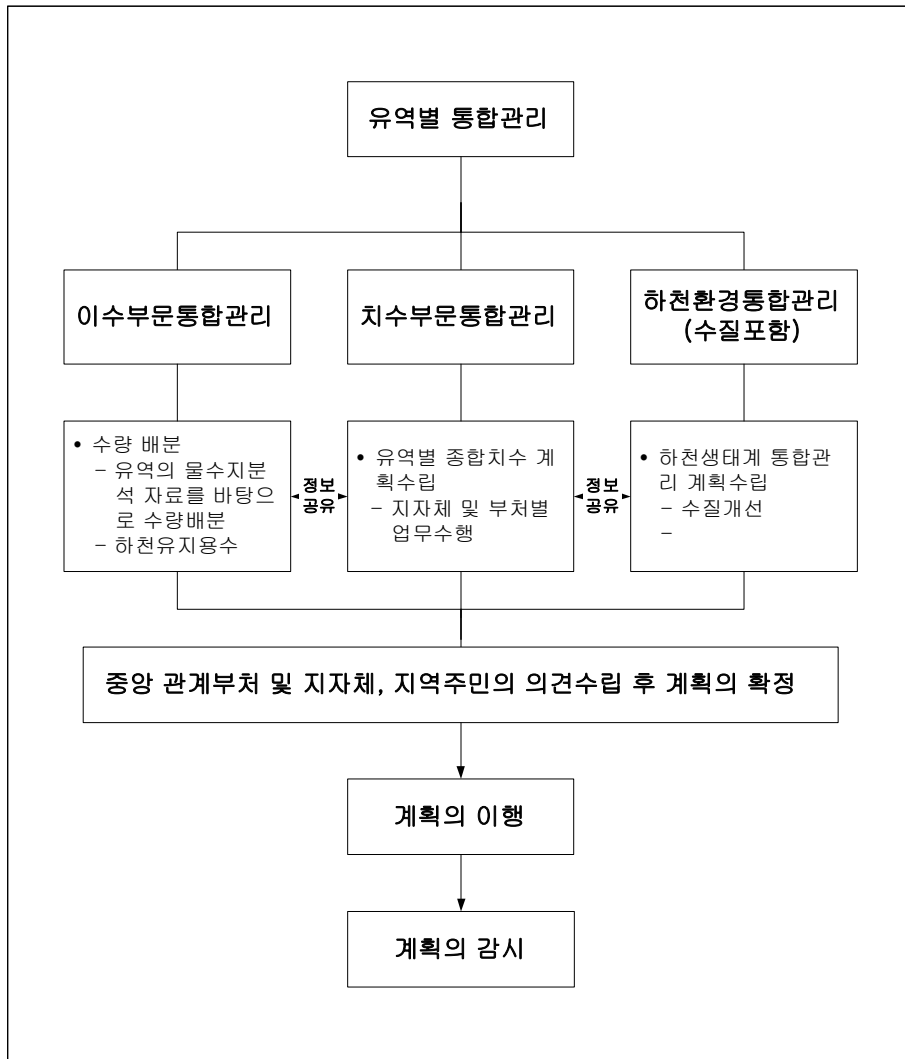 유역별 통합관리
이수부문통합관리
치수부문통합관리
하천환경통합관리
(수질포함)
• 수량 배분
– 유역의 물수지분
석 자료를 바탕으
로 수량배분
– 하천유지용수
정보
공유
• 유역별 종합치수 계
획수립
– 지자체 및 부처별
업무수행
정보
공유
• 하천생태계 통합관
리 계획수립
– 수질개선
–
중앙 관계부처 및 지자체, 지역주민의 의견수립 후 계획의 확정
계획의 이행
계획의 감시